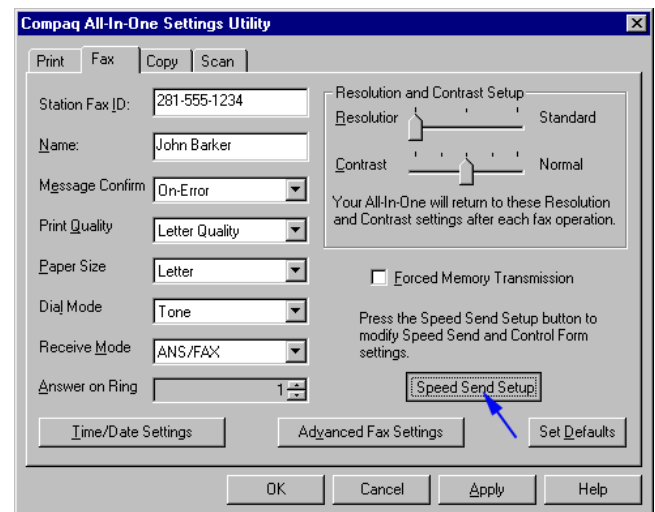 Compaq All-In-One Settings Utility
Print Fax Copy Scan
Station Fax ID: 281-555-1234
Name: John Barker
Message Confirm On-Error
Print Quality Letter Quality
Paper Size Letter
Dial Mode Tone
Receive Mode ANS/FAX
Answer on Ring 1
Resolution and Contrast Setup
Resolutior Standard
Contrast Normal
Your All-In-One will return to these Resolution
and Contrast settings after each fax operation.
Forced Memory Transmission
Press the Speed Send Setup button to
modify Speed Send and Control Form
settings.
Speed Send Setup
Time/Date Settings Advanced Fax Settings Set Defaults
OK Cancel Apply Help